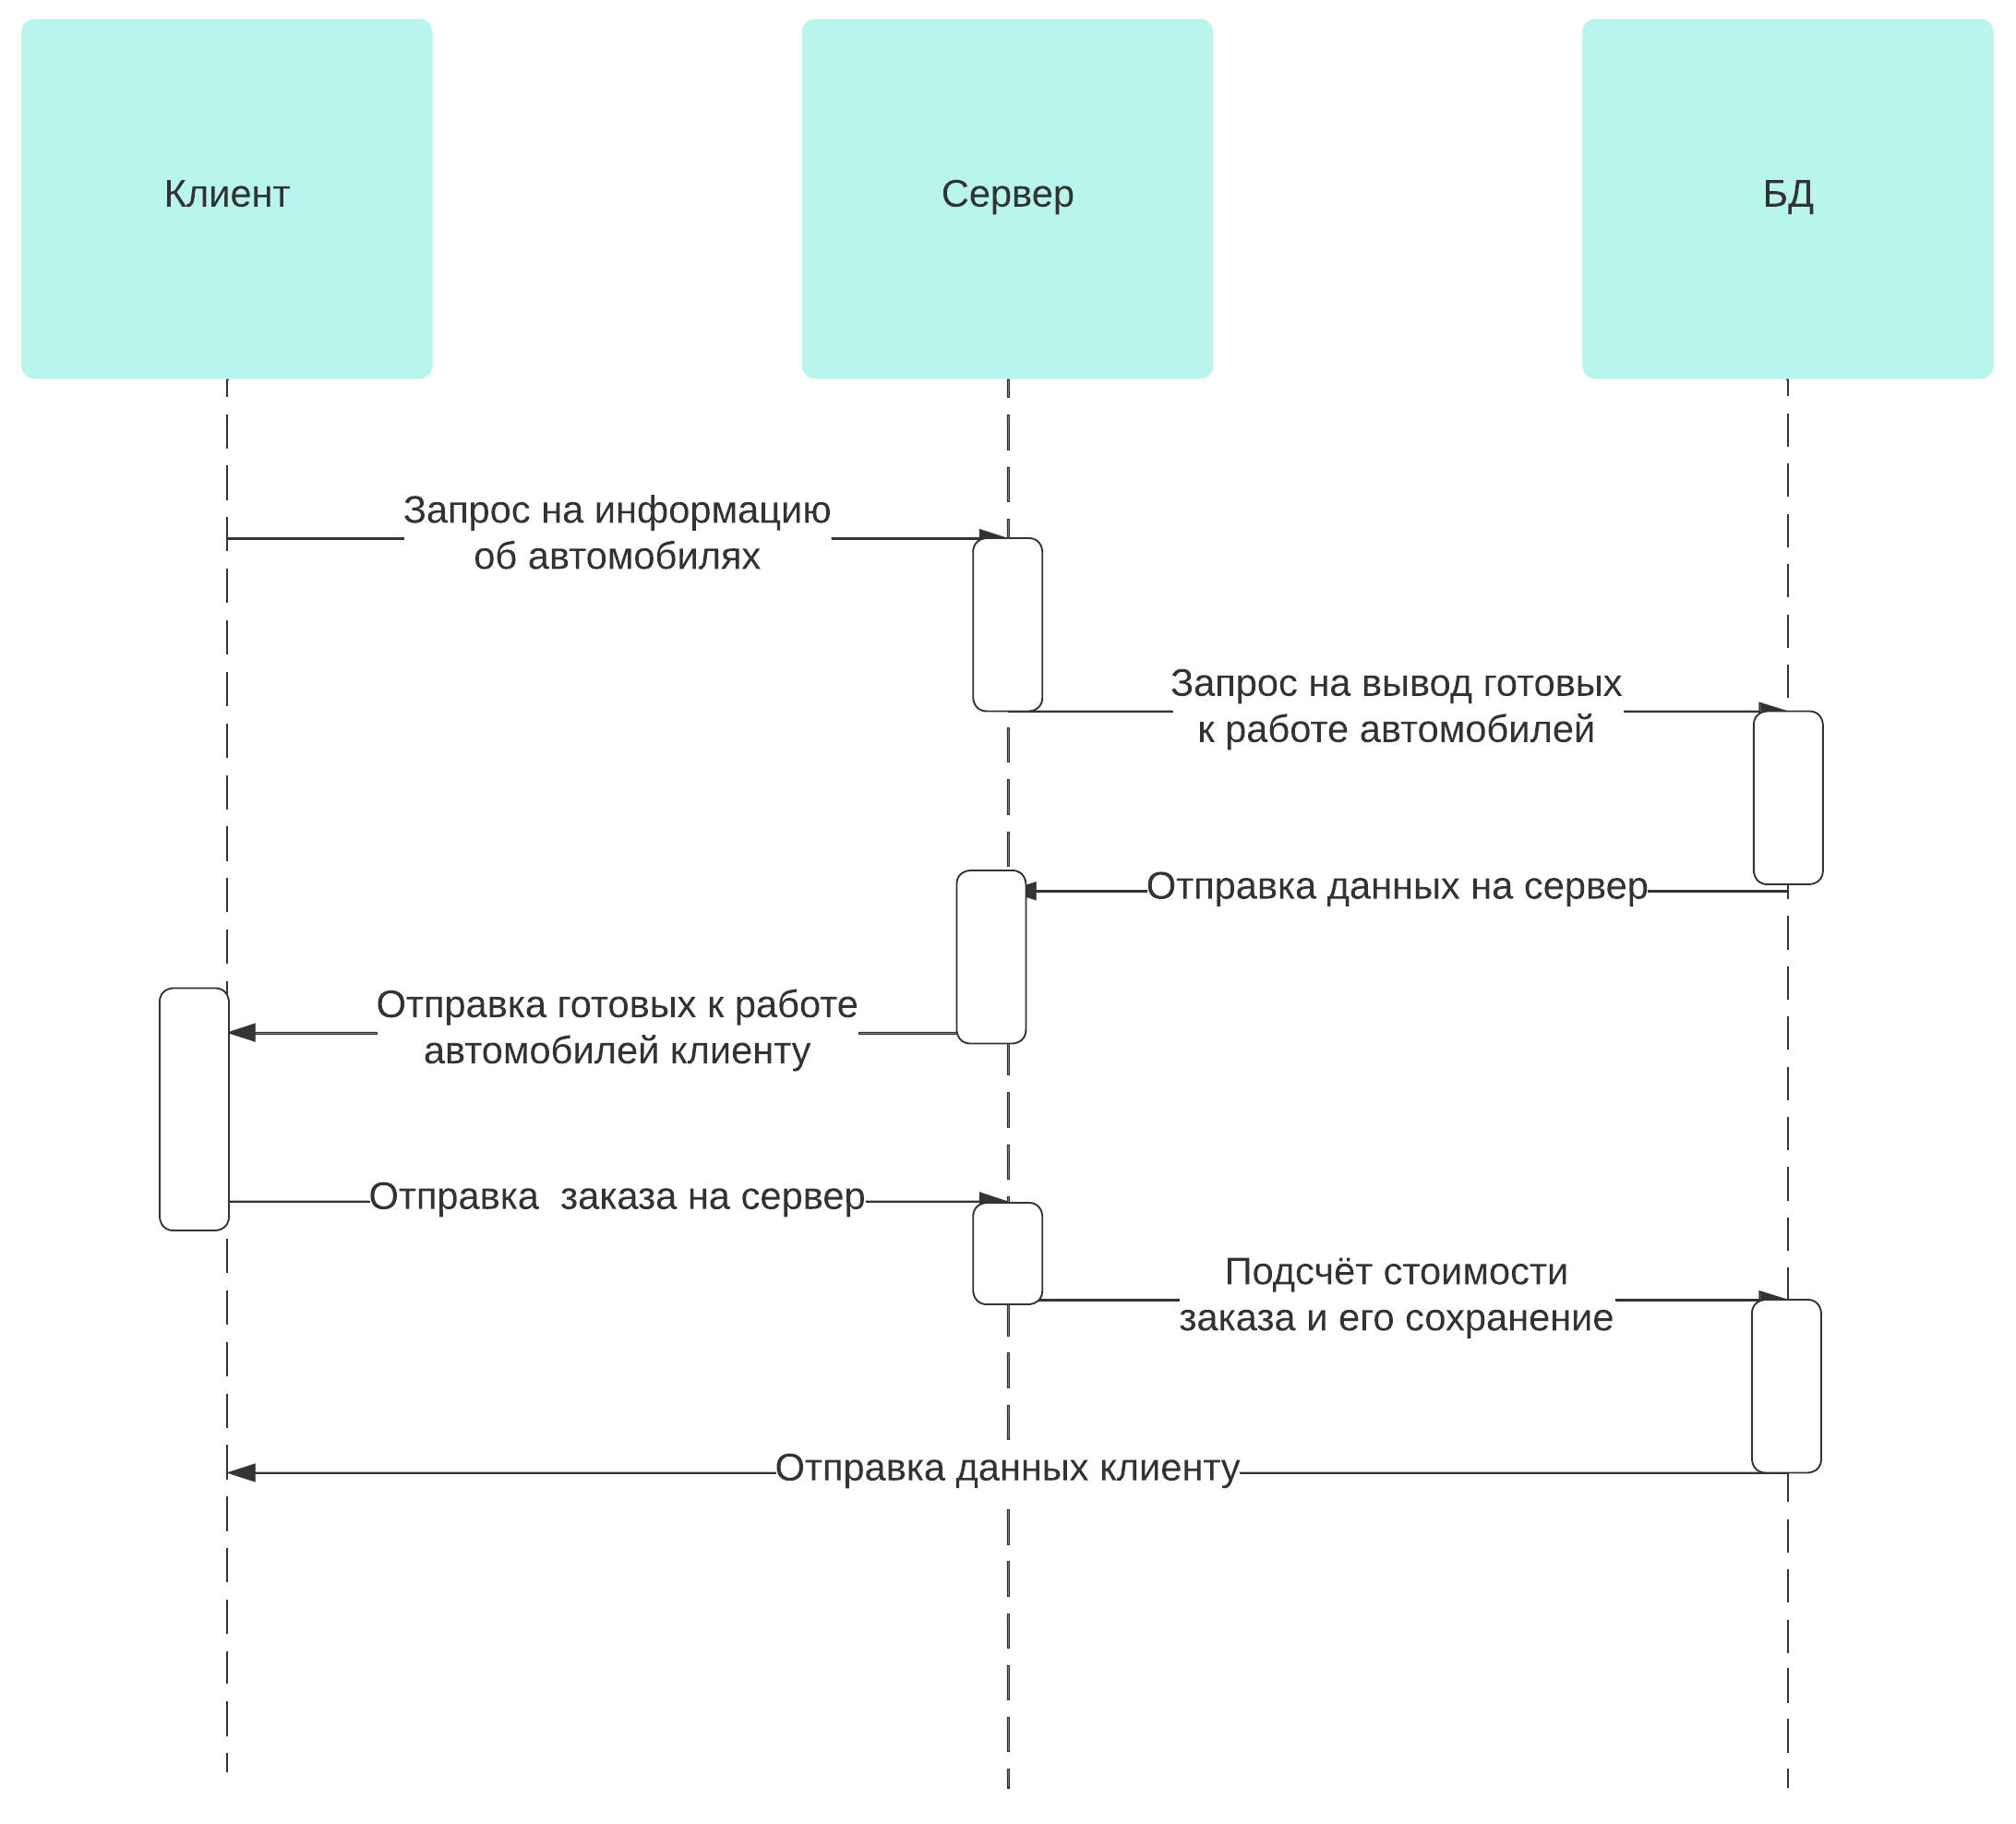 Клиент
Сервер
БД
Запрос на информацию
об автомобилях
Запрос на вывод готовых
к работе автомобилей
Отправка данных на сервер
Отправка готовых к работе
автомобилей клиенту
Отправка  заказа на сервер
Подсчёт стоимости
заказа и его сохранение
Отправка данных клиенту